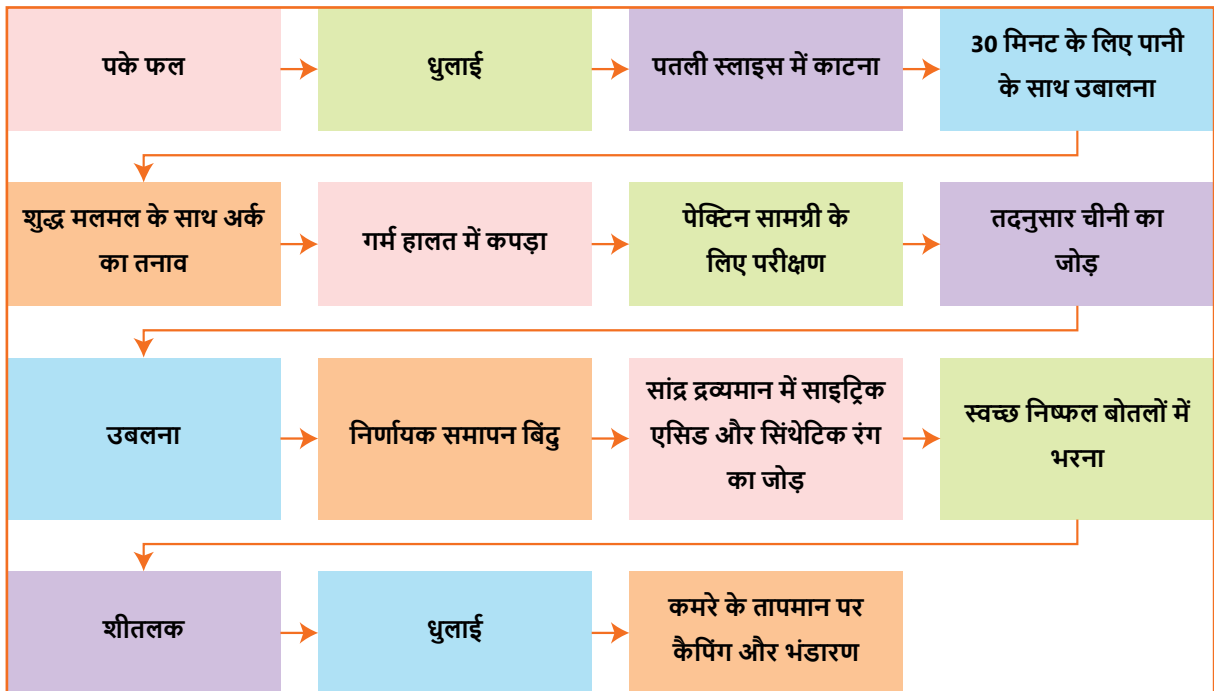 पके फल
धुलाई
पतली स्लाइस में काटना
30 मिनट के लिए पानी
के साथ उबालना
शुद्ध मलमल के साथ अर्क
का तनाव
गर्म हालत में कपड़ा
पेक्टिन सामग्री के
लिए परीक्षण
तदनुसार चीनी का
जोड़
उबलना
निर्णायक समापन बिंदु
सांद्र द्रव्यमान में साइट्रिक
एसिड और सिंथेटिक रंग
का जोड़
स्वच्छ निष्फल बोतलों में
भरना
शीतलक
धुलाई
कमरे के तापमान पर
कैपिंग और भंडारण